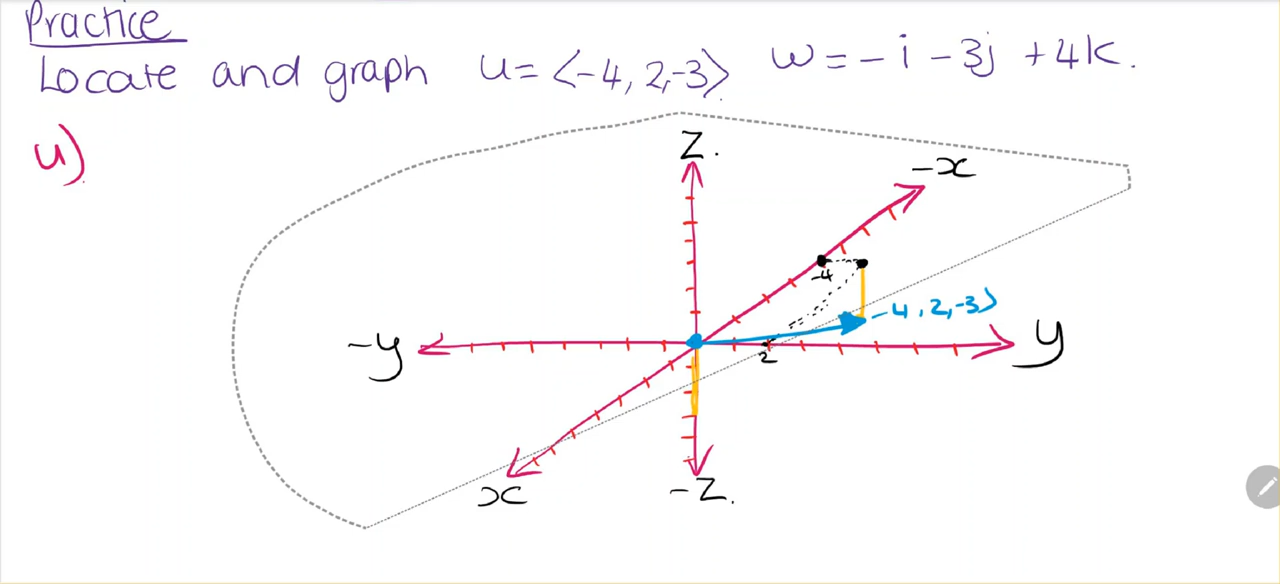 Practice
Locate and graph u=⟨-4, 2,-3⟩ w=-i-3j+4k.
u)
z.
-x
-4
-4,2,-3⟩
-y
2
y
x
-z.